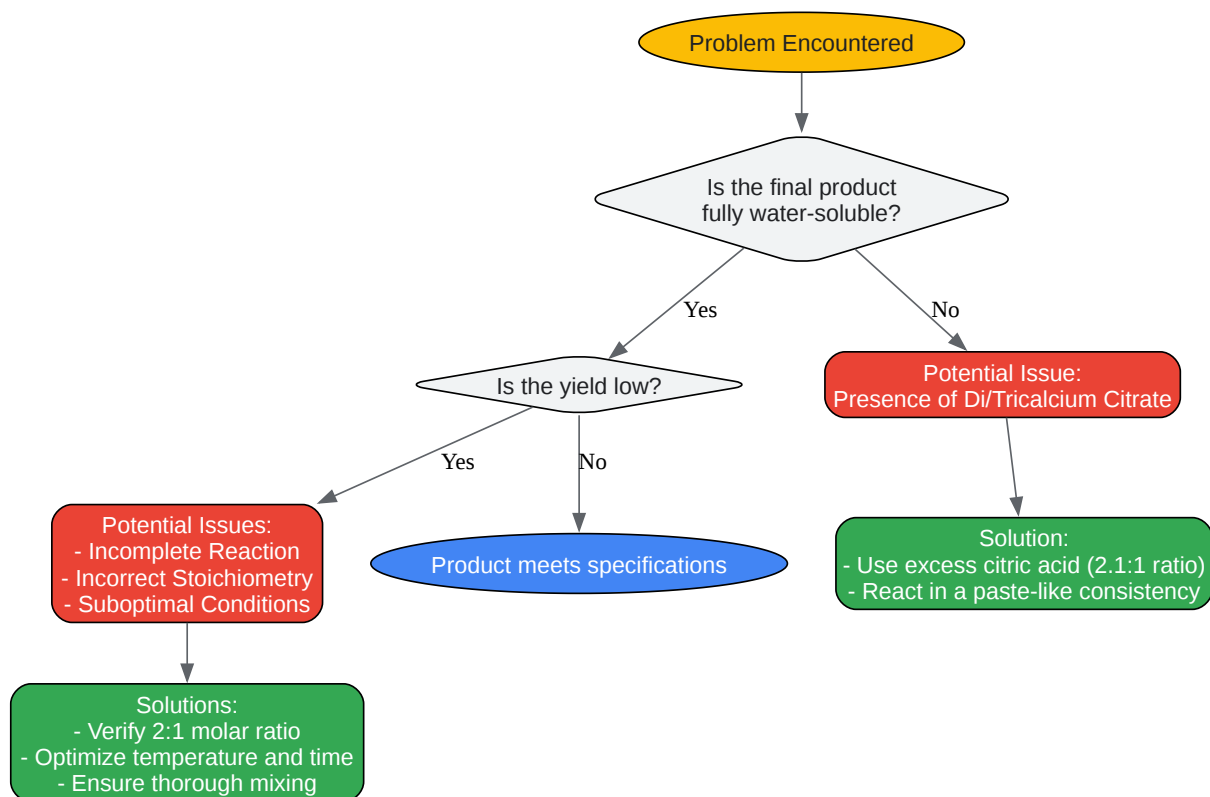 Problem Encountered
Is the final product
fully water-soluble?
Yes
No
Is the yield low?
Potential Issue:
Presence of Di/Tricalcium Citrate
Yes
No
Potential Issues:
- Incomplete Reaction
- Incorrect Stoichiometry
- Suboptimal Conditions
Product meets specifications
Solution:
- Use excess citric acid (2.1:1 ratio)
- React in a paste-like consistency
Solutions:
- Verify 2:1 molar ratio
- Optimize temperature and time
- Ensure thorough mixing